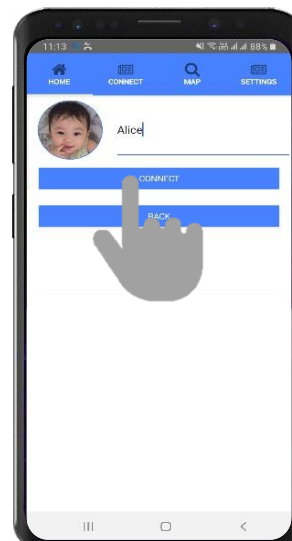 11:13 88%
HOME CONNECT MAP SETTINGS
Alice
CONNECT
BACK